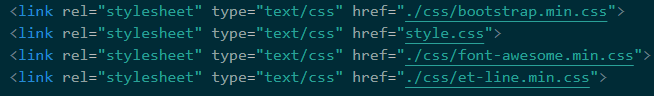 <link rel="stylesheet" type="text/css" href="./css/bootstrap.min.css">
<link rel="stylesheet" type="text/css" href="style.css">
<link rel="stylesheet" type="text/css" href="./css/font-awesome.min.css">
<link rel="stylesheet" type="text/css" href="./css/et-line.min.css">